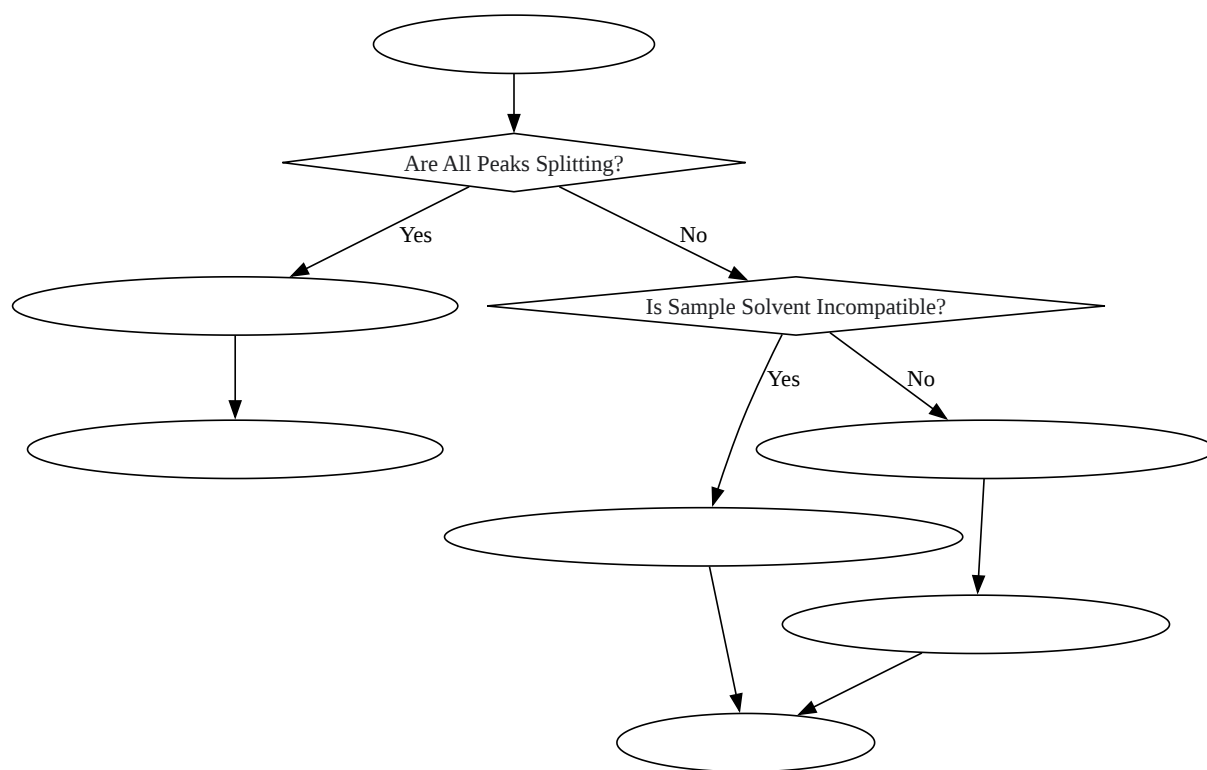 Are All Peaks Splitting?
Yes
No
Is Sample Solvent Incompatible?
Yes
No